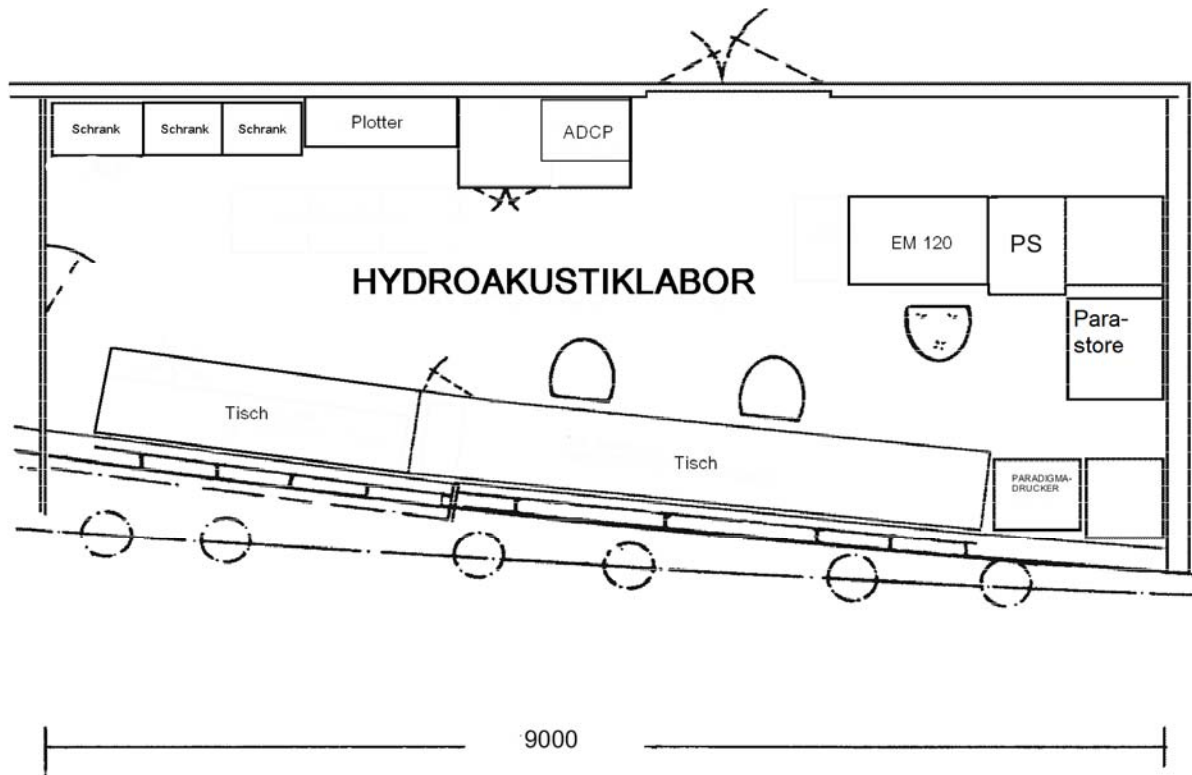 Schrank
Schrank
Schrank
Plotter
ADCP
EM 120
PS
HYDROAKUSTIKLABOR
Para-
store
Tisch
Tisch
PARADIGMA-
DRUCKER
9000